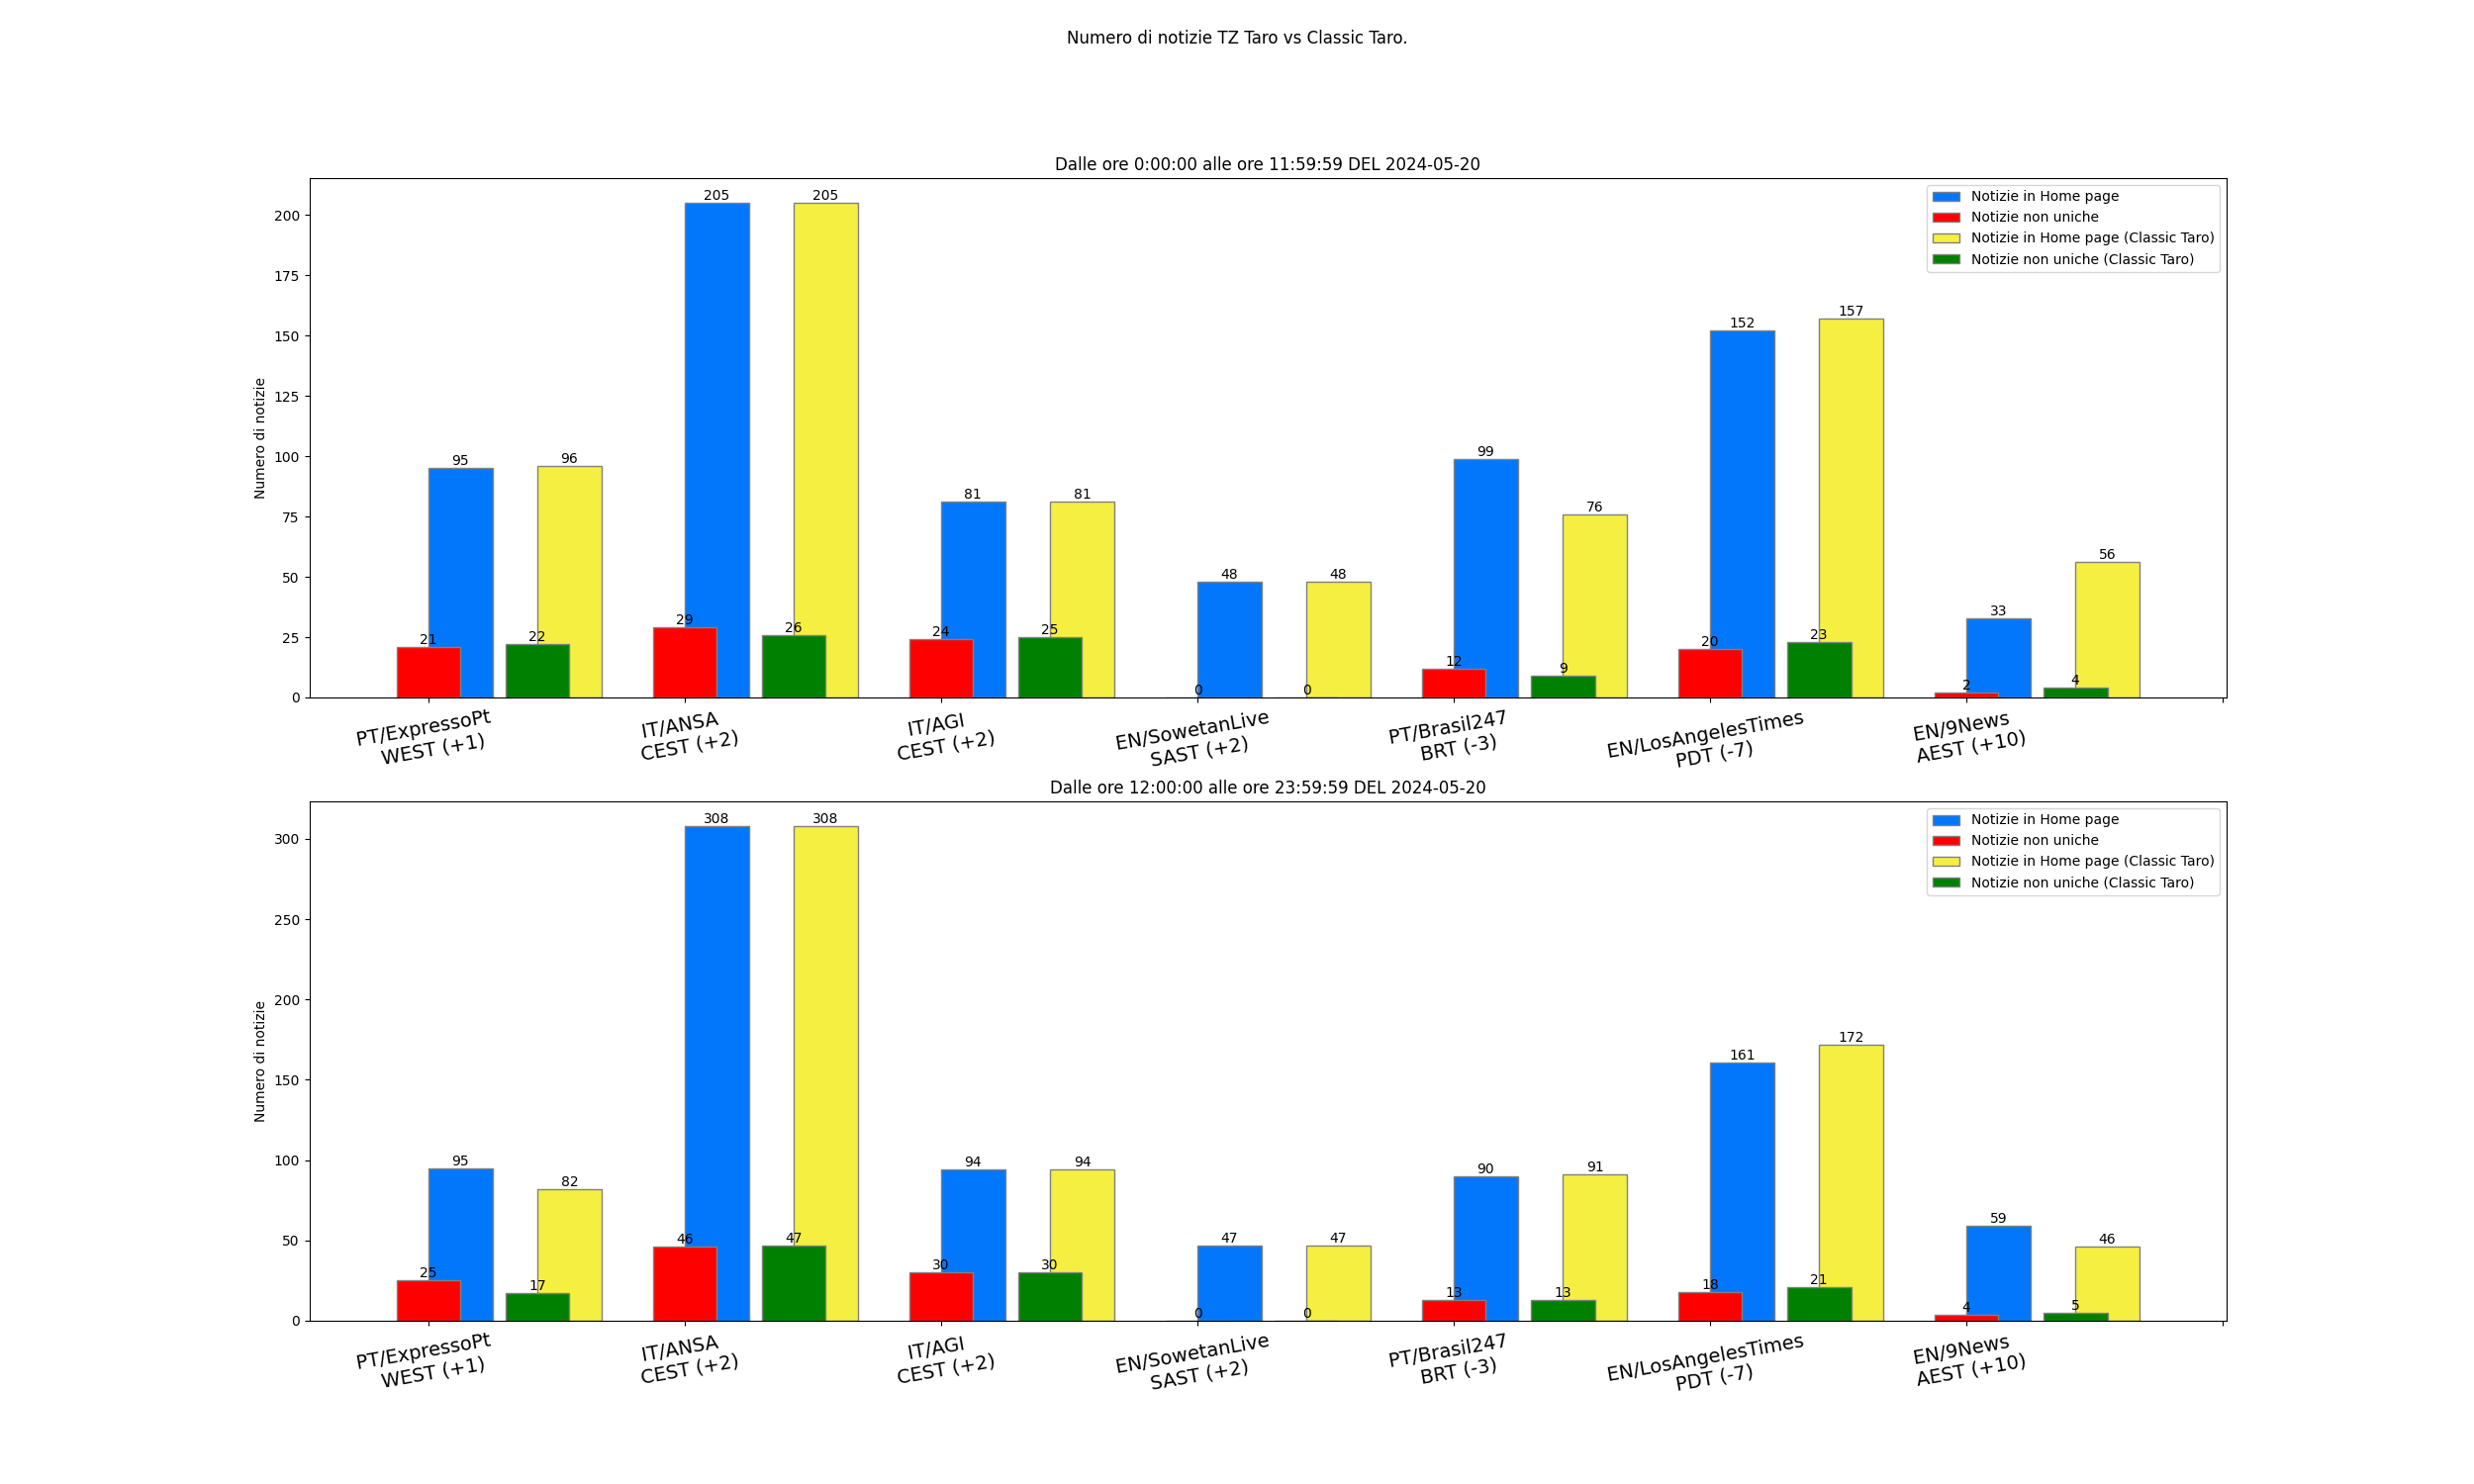 Numero di notizie TZ Taro vs Classic Taro.
Dalle ore 0:00:00 alle ore 11:59:59 DEL 2024-05-20
Numero di notizie
200
175
150
125
100
75
50
25
0
Notizie in Home page
Notizie non uniche
Notizie in Home page (Classic Taro)
Notizie non uniche (Classic Taro)
21 95 22 96
29 205 26 205
24 81 25 81
0 48 0 48
12 99 9 76
20 152 23 157
2 33 4 56
PT/ExpressoPt
WEST (+1)
IT/ANSA
CEST (+2)
IT/AGI
CEST (+2)
EN/SowetanLive
SAST (+2)
PT/Brasil247
BRT (-3)
EN/LosAngelesTimes
PDT (-7)
EN/9News
AEST (+10)
Dalle ore 12:00:00 alle ore 23:59:59 DEL 2024-05-20
Numero di notizie
300
250
200
150
100
50
0
Notizie in Home page
Notizie non uniche
Notizie in Home page (Classic Taro)
Notizie non uniche (Classic Taro)
25 95 17 82
46 308 47 308
30 94 30 94
0 47 0 47
13 90 13 91
18 161 21 172
4 59 5 46
PT/ExpressoPt
WEST (+1)
IT/ANSA
CEST (+2)
IT/AGI
CEST (+2)
EN/SowetanLive
SAST (+2)
PT/Brasil247
BRT (-3)
EN/LosAngelesTimes
PDT (-7)
EN/9News
AEST (+10)